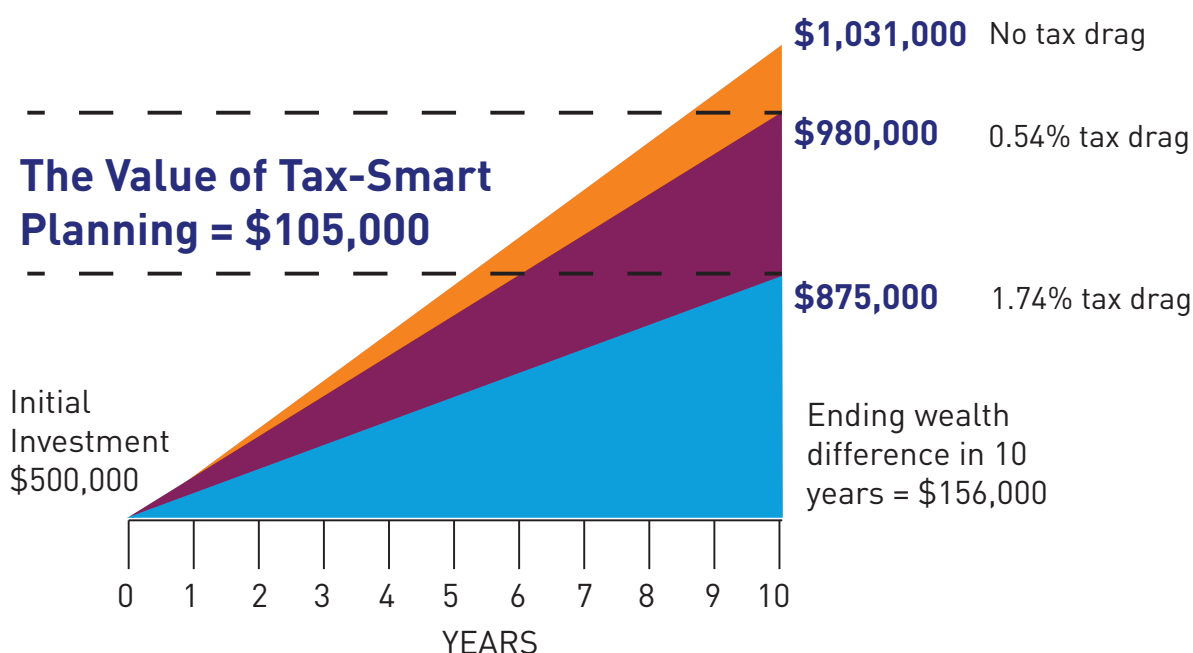 $1,031,000 No tax drag
$980,000 0.54% tax drag
The Value of Tax-Smart
Planning = $105,000
$875,000 1.74% tax drag
Initial
Investment
$500,000
Ending wealth
difference in 10
years = $156,000
0 1 2 3 4 5 6 7 8 9 10
YEARS